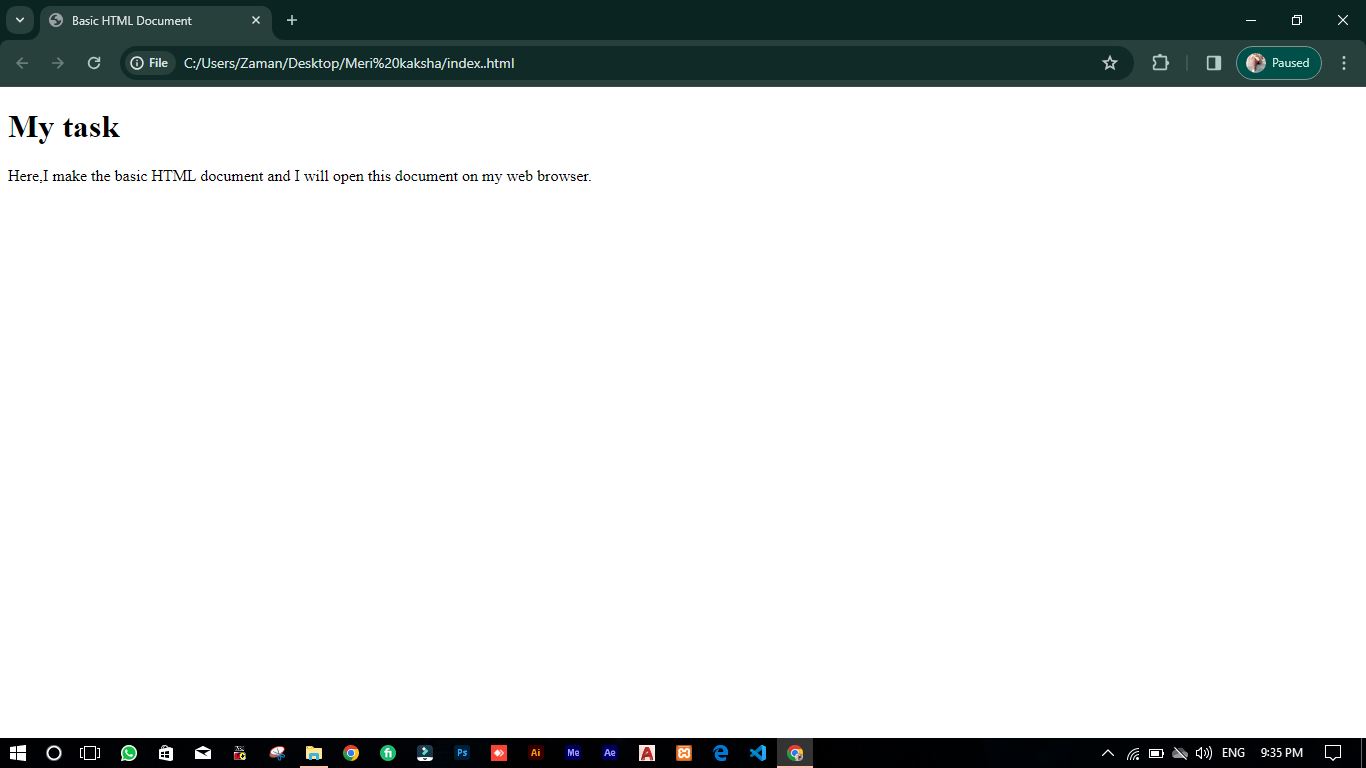 Basic HTML Document
File C:/Users/Zaman/Desktop/Meri%20kaksha/index..html
Paused
My task
Here,I make the basic HTML document and I will open this document on my web browser.
Ps
Ai
Me
Ae
ENG
9:35 PM